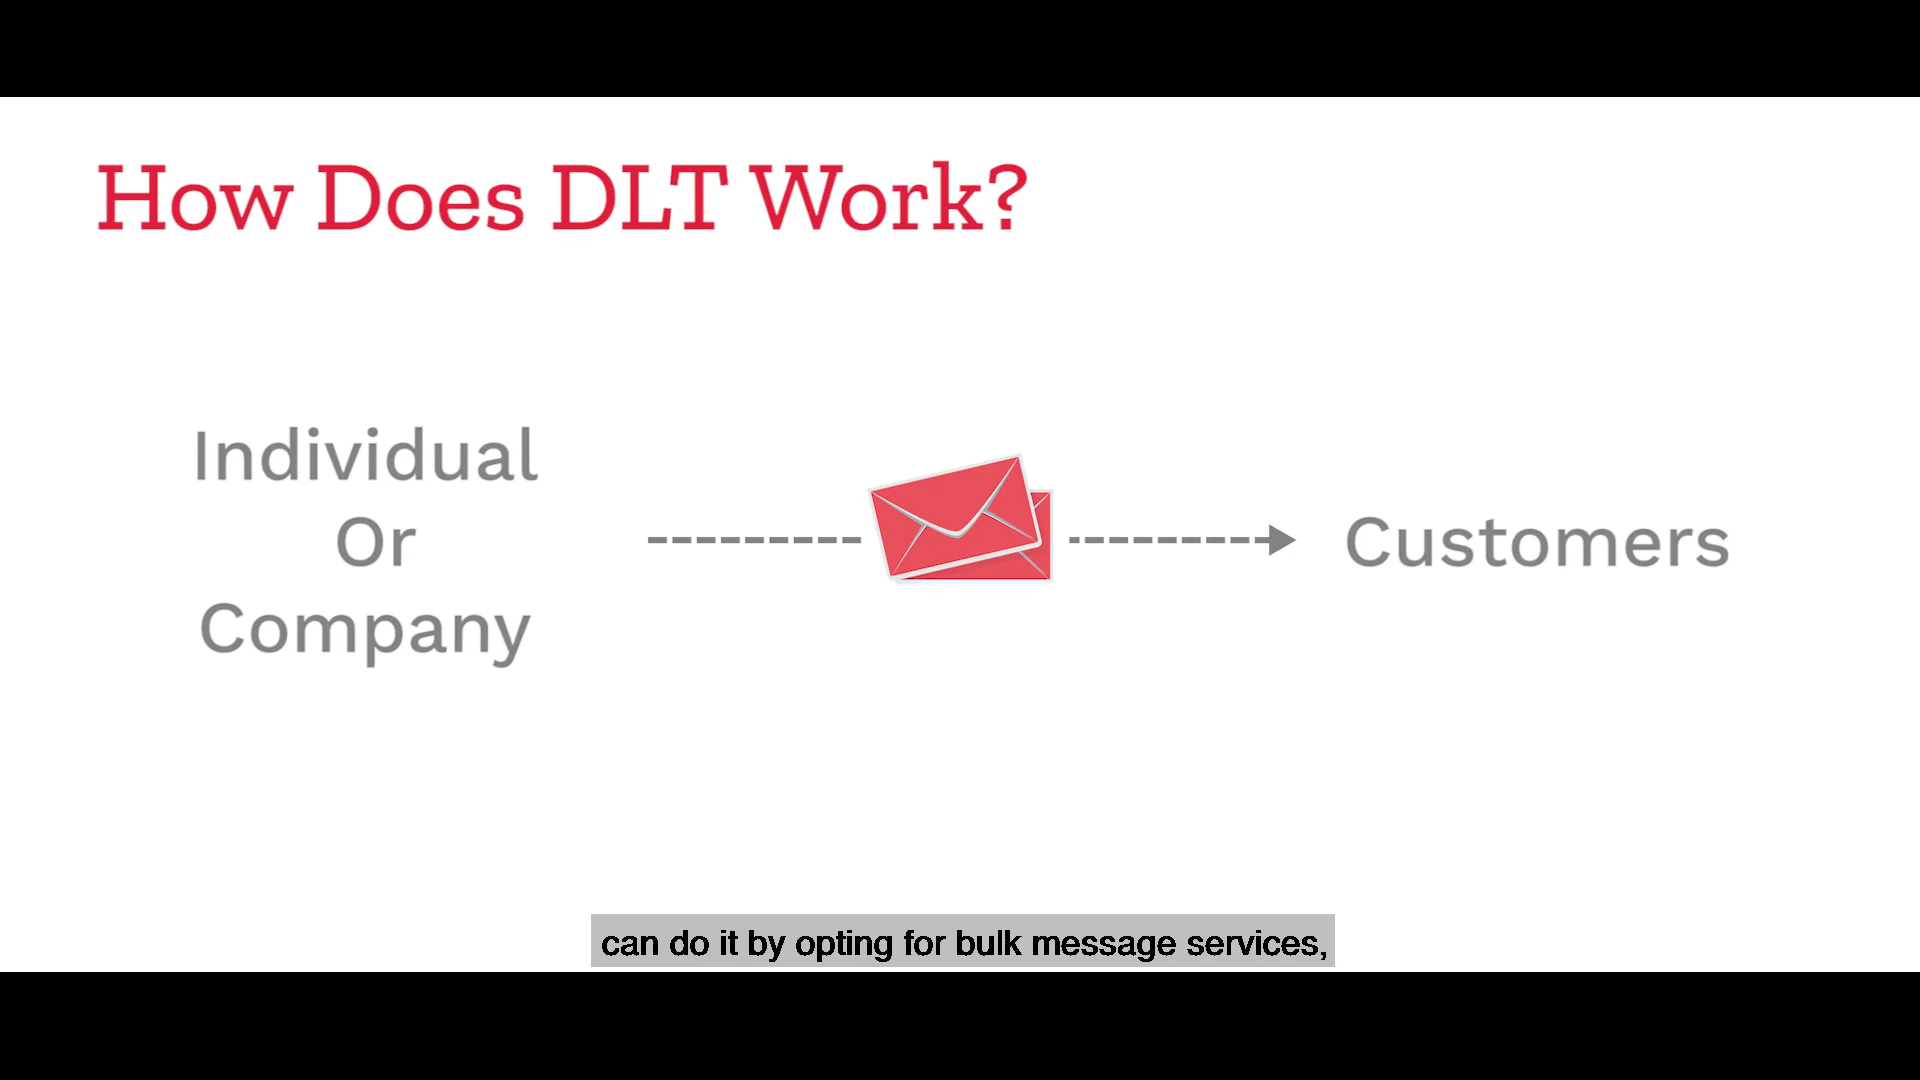 How Does DLT Work?
Individual
Or
Company
Customers
can do it by opting for bulk message services,